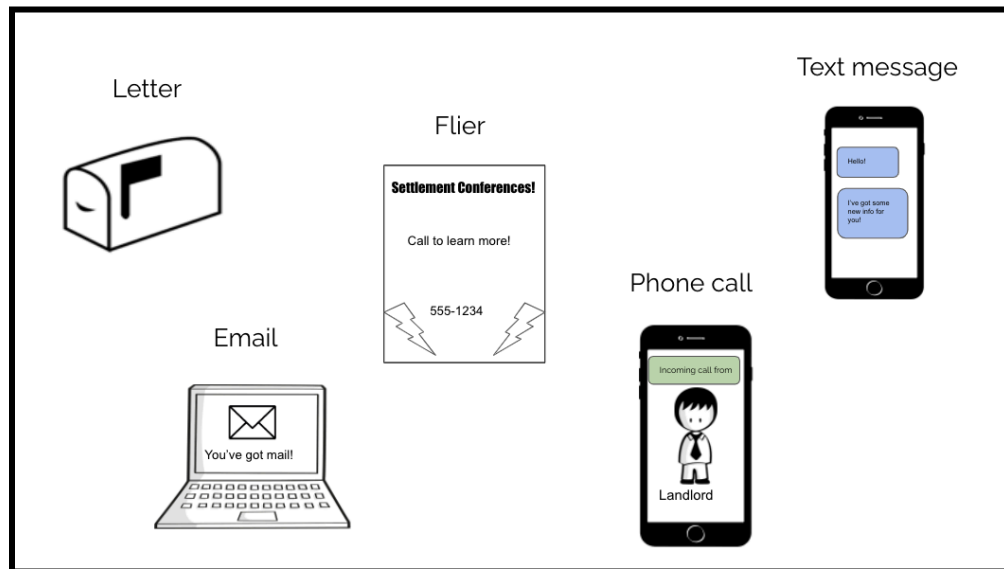 Letter
Flier
Settlement Conferences!
Call to learn more!
555-1234
Text message
Hello!
I've got some
new info for
you!
Email
You've got mail!
Phone call
Incoming call from
Landlord